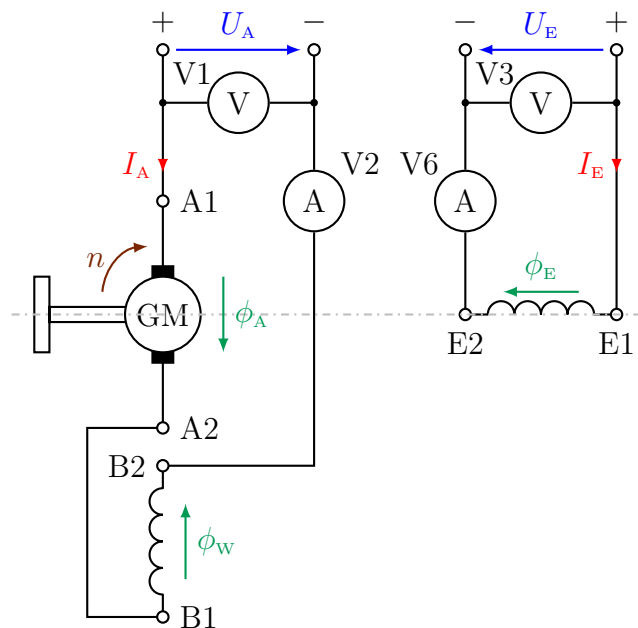 + U_A − − U_E +
V1 V3
V V
I_A V2 V6 I_E
A1 A A
n
ϕ_E
GM ϕ_A
E2 E1
A2
B2
ϕ_W
B1